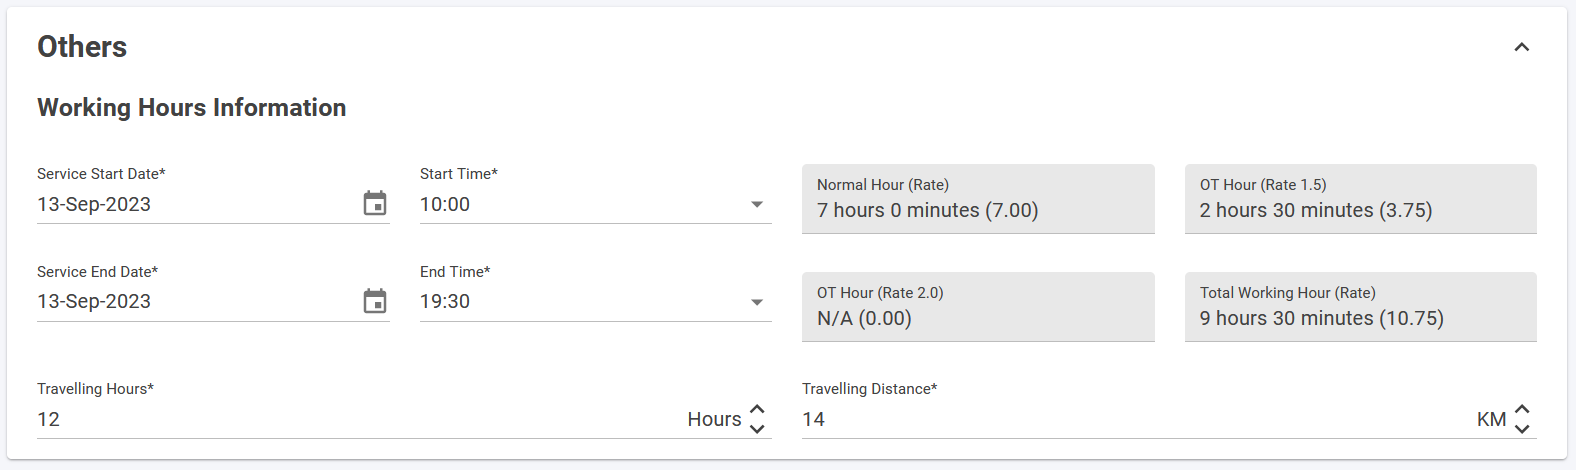 Others
Working Hours Information
Service Start Date*
13-Sep-2023
Start Time*
10:00
Normal Hour (Rate)
7 hours 0 minutes (7.00)
OT Hour (Rate 1.5)
2 hours 30 minutes (3.75)
Service End Date*
13-Sep-2023
End Time*
19:30
OT Hour (Rate 2.0)
N/A (0.00)
Total Working Hour (Rate)
9 hours 30 minutes (10.75)
Travelling Hours*
12 Hours
Travelling Distance*
14 KM